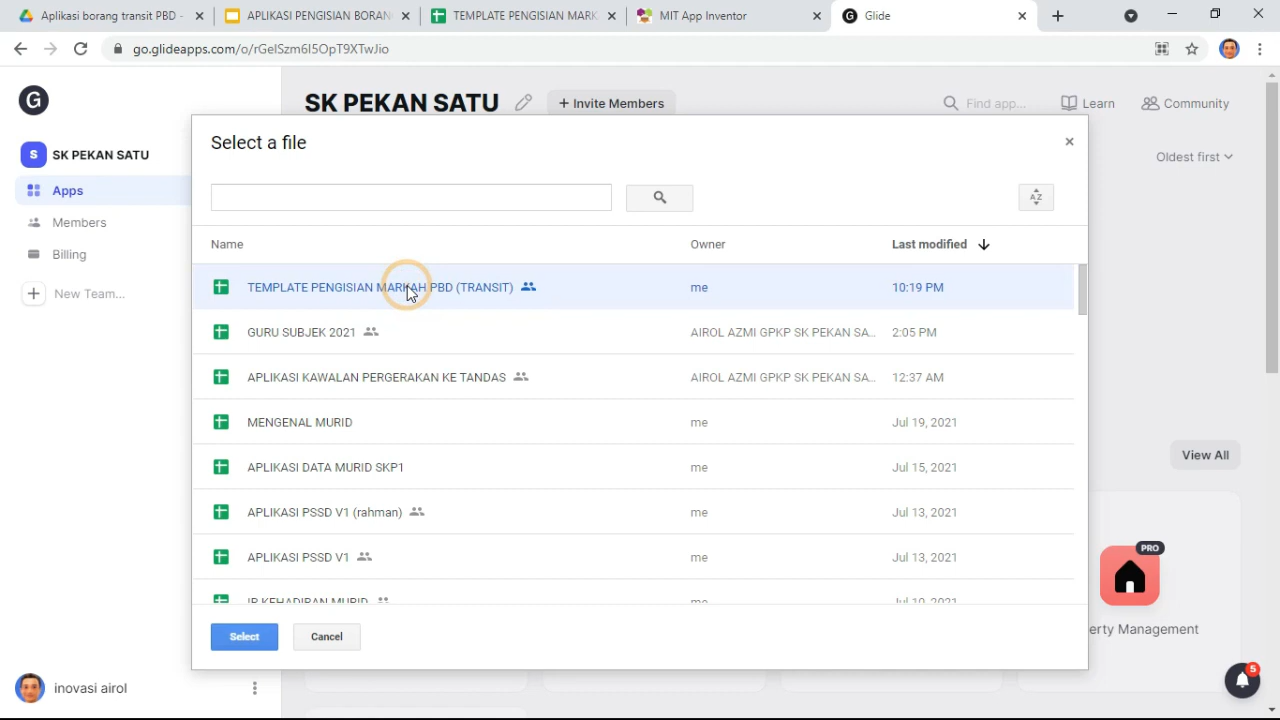 Aplikasi borang transit PBD -
APLIKASI PENGISIAN BORAN
TEMPLATE PENGISIAN MARK
MIT App Inventor
Glide
go.glideapps.com/o/rGelSzm6I5OpT9XTwJio
G
SK PEKAN SATU
+ Invite Members
Find app...
Learn
Community
S SK PEKAN SATU
Oldest first
Apps
Members
Billing
New Team...
Select a file
AZ
Name Owner Last modified
TEMPLATE PENGISIAN MARKAH PBD (TRANSIT) me 10:19 PM
GURU SUBJEK 2021 AIROL AZMI GPKP SK PEKAN SA... 2:05 PM
APLIKASI KAWALAN PERGERAKAN KE TANDAS AIROL AZMI GPKP SK PEKAN SA... 12:37 AM
MENGENAL MURID me Jul 19, 2021
APLIKASI DATA MURID SKP1 me Jul 15, 2021
APLIKASI PSSD V1 (rahman) me Jul 13, 2021
APLIKASI PSSD V1 me Jul 13, 2021
me Jul 10, 2021
Select
Cancel
View All
PRO
erty Management
inovasi airol
5